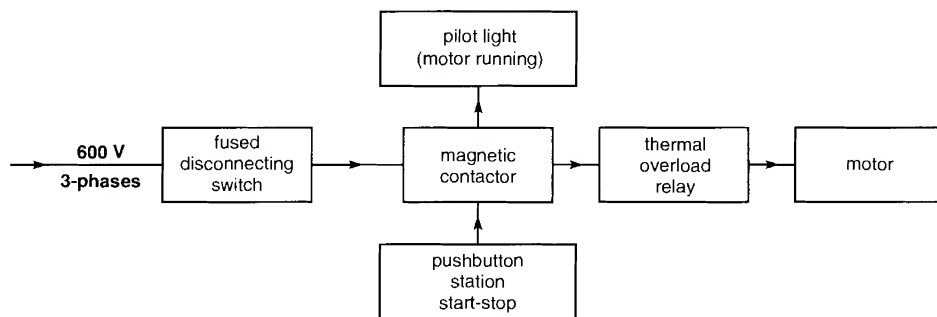 pilot light
(motor running)
600 V
3-phases
fused
disconnecting
switch
magnetic
contactor
thermal
overload
relay
motor
pushbutton
station
start-stop